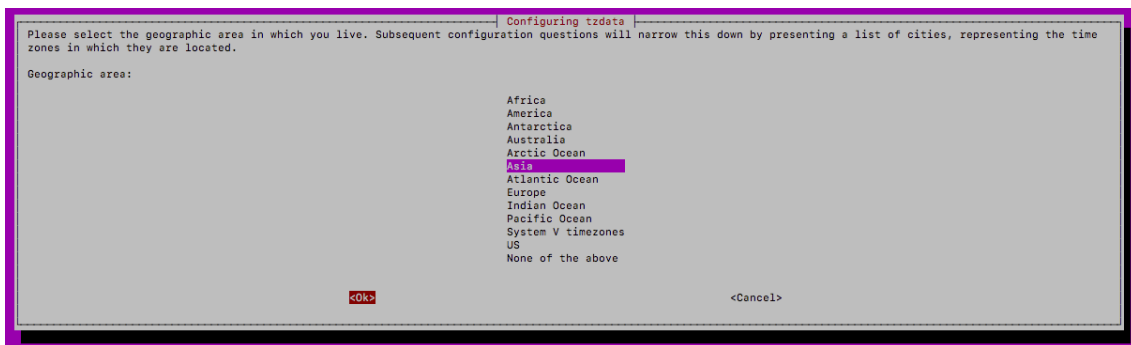 Configuring tzdata
Please select the geographic area in which you live. Subsequent configuration questions will narrow this down by presenting a list of cities, representing the time
zones in which they are located.
Geographic area:
Africa
America
Antarctica
Australia
Arctic Ocean
Asia
Atlantic Ocean
Europe
Indian Ocean
Pacific Ocean
System V timezones
US
None of the above
<Ok> <Cancel>